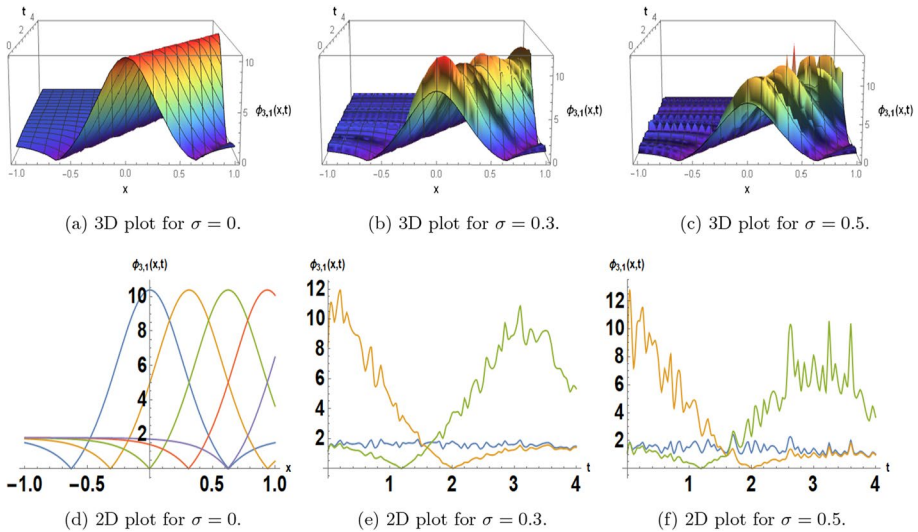 t
4
2
0
10
5
0
ϕ3,1(x,t)
-1.0 -0.5 0.0 0.5 1.0
x
(a) 3D plot for σ = 0.
t
4
2
0
10
5
0
ϕ3,1(x,t)
-1.0 -0.5 0.0 0.5 1.0
x
(b) 3D plot for σ = 0.3.
t
4
2
0
10
5
0
ϕ3,1(x,t)
-1.0 -0.5 0.0 0.5 1.0
x
(c) 3D plot for σ = 0.5.
ϕ3,1(x,t)
10
8
6
4
2
-1.0 -0.5 0.0 0.5 1.0
x
(d) 2D plot for σ = 0.
ϕ3,1(x,t)
12
10
8
6
4
2
1 2 3 4
t
(e) 2D plot for σ = 0.3.
ϕ3,1(x,t)
12
10
8
6
4
2
1 2 3 4
t
(f) 2D plot for σ = 0.5.